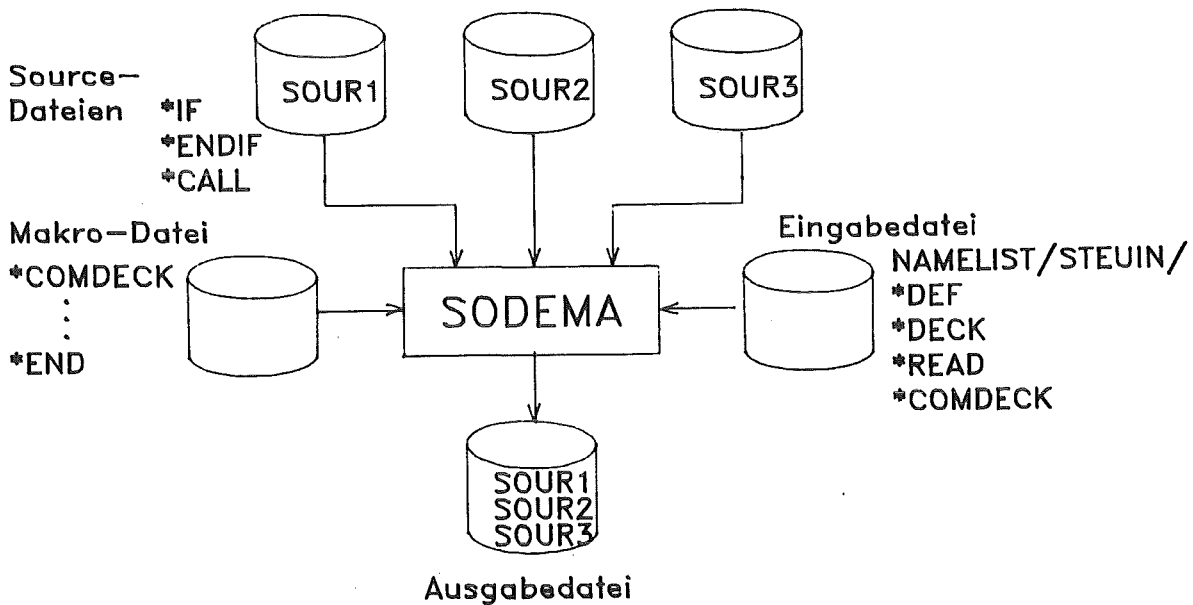 Source-
Dateien
*IF
*ENDIF
*CALL
SOUR1
SOUR2
SOUR3
Makro-Datei
*COMDECK
.
.
.
*END
SODEMA
Eingabedatei
NAMELIST/STEUIN/
*DEF
*DECK
*READ
*COMDECK
SOUR1
SOUR2
SOUR3
Ausgabedatei